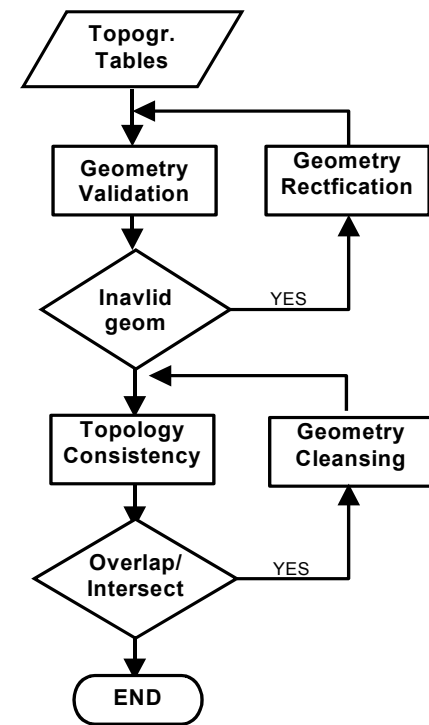 Topogr.
Tables
Geometry
Validation
Geometry
Rectfication
Inavlid
geom
YES
Topology
Consistency
Geometry
Cleansing
Overlap/
Intersect
YES
END